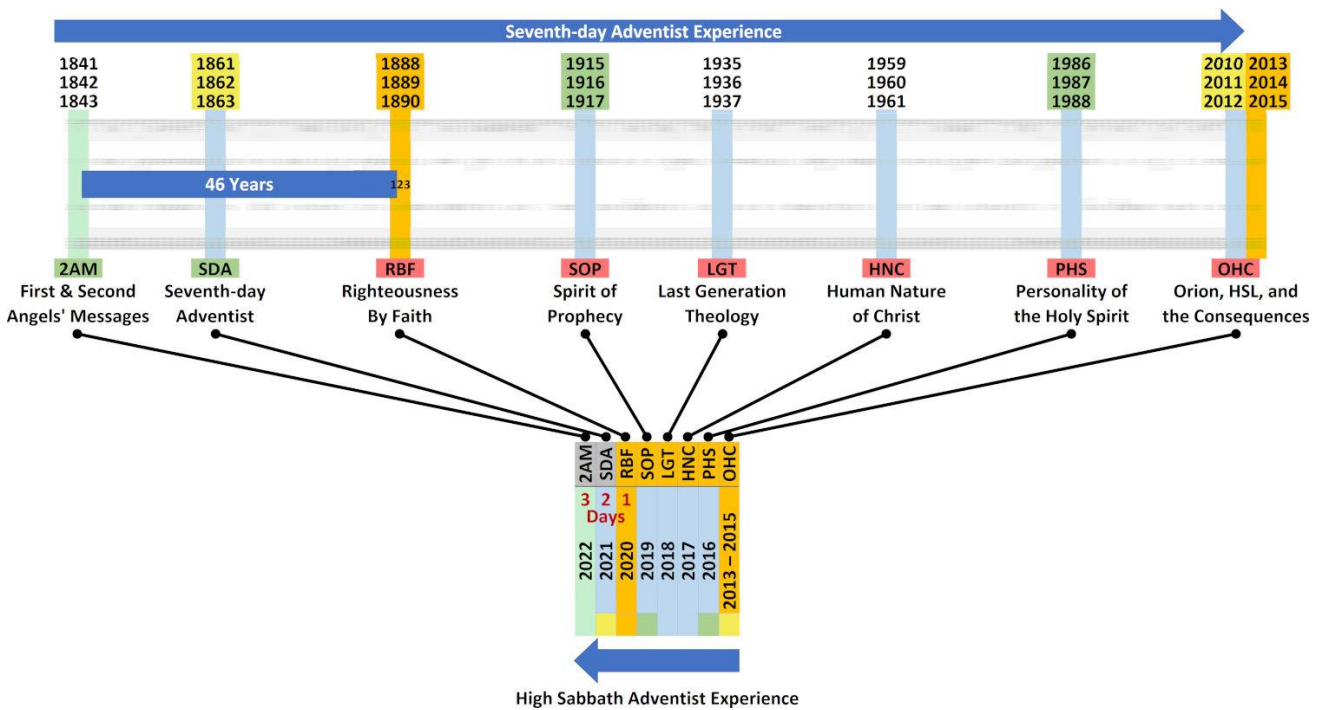 Seventh-day Adventist Experience
1841 1861 1888 1915 1935 1959 1986 2010 2013
1842 1862 1889 1916 1936 1960 1987 2011 2014
1843 1863 1890 1917 1937 1961 1988 2012 2015
46 Years 123
2AM SDA RBF SOP LGT HNC PHS OHC
First & Second Seventh-day Righteousness Spirit of Last Generation Human Nature Personality of Orion, HSL, and
Angels' Messages Adventist By Faith Prophecy Theology of Christ the Holy Spirit the Consequences
2AM SDA RBF SOP LGT HNC PHS OHC
3 2 1
Days
2022 2021 2020 2019 2018 2017 2016 2013 – 2015
High Sabbath Adventist Experience